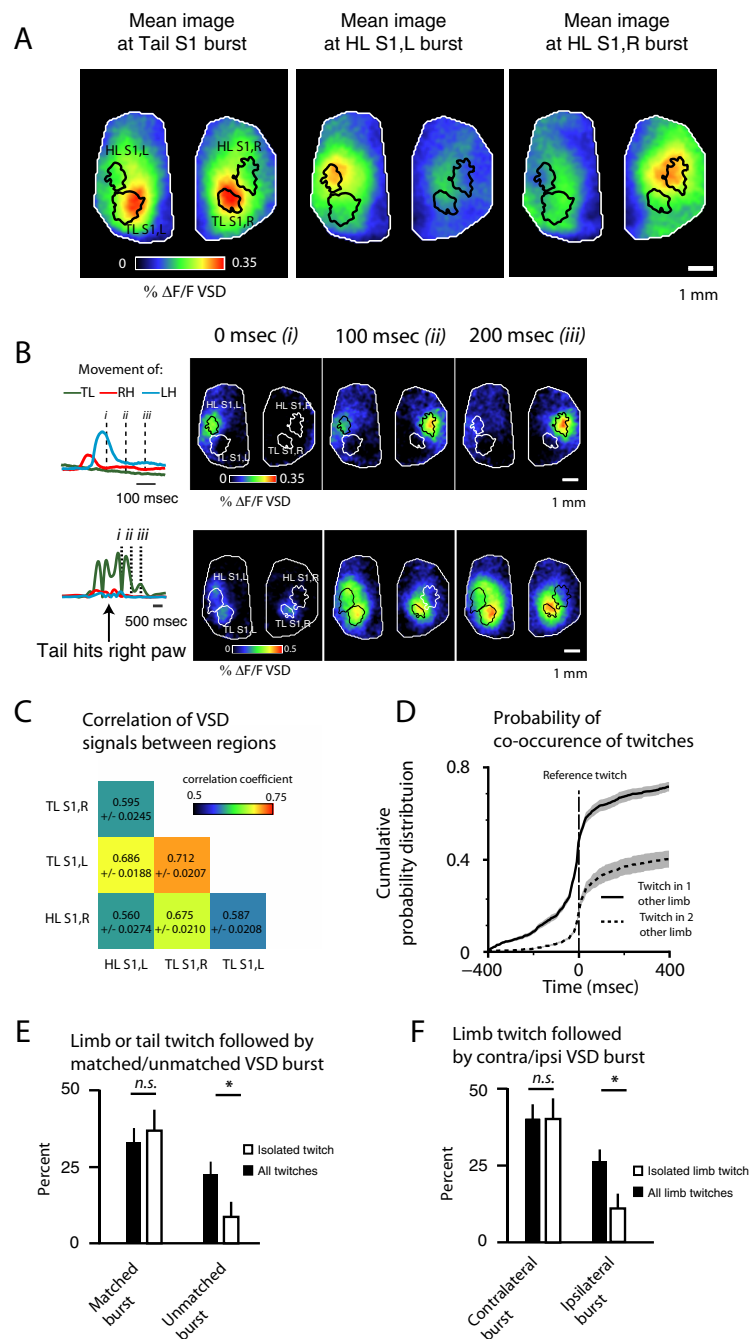 A
Mean image
at Tail S1 burst
Mean image
at HL S1,L burst
Mean image
at HL S1,R burst
HL S1,L
HL S1,R
TL S1,L
TL S1,R
0
0.35
% ΔF/F VSD
1 mm
B
0 msec (i)
100 msec (ii)
200 msec (iii)
Movement of:
TL
RH
LH
i
ii
iii
100 msec
HL S1,L
HL S1,R
TL S1,L
TL S1,R
0
0.35
% ΔF/F VSD
1 mm
i
ii
iii
500 msec
Tail hits right paw
HL S1,L
HL S1,R
TL S1,L
TL S1,R
0
0.5
% ΔF/F VSD
1 mm
C
Correlation of VSD
signals between regions
correlation coefficient
0.5
0.75
TL S1,R
0.595
+/- 0.0245
TL S1,L
0.686
+/- 0.0188
0.712
+/- 0.0207
HL S1,R
0.560
+/- 0.0274
0.675
+/- 0.0210
0.587
+/- 0.0208
HL S1,L
TL S1,R
TL S1,L
D
Probability of
co-occurence of twitches
Reference twitch
0.8
0.4
0
Cumulative
probability distribtuion
Twitch in 1
other limb
Twitch in 2
other limb
−400
0
400
Time (msec)
E
Limb or tail twitch followed by
matched/unmatched VSD burst
50
25
0
Percent
n.s.
*
Isolated twitch
All twitches
Matched
burst
Unmatched
burst
F
Limb twitch followed
by contra/ipsi VSD burst
50
25
0
Percent
n.s.
*
Isolated limb twitch
All limb twitches
Contralateral
burst
Ipsilateral
burst